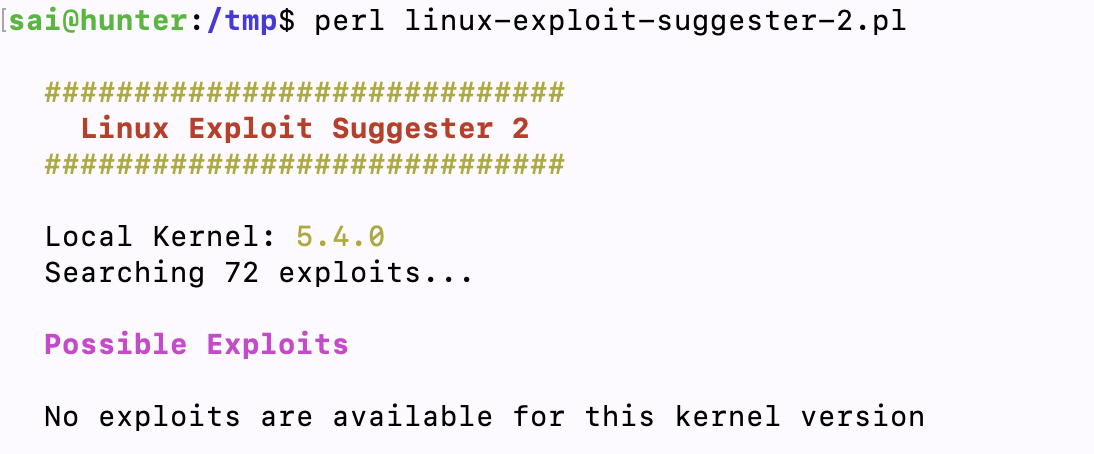 [sai@hunter:/tmp$ perl linux-exploit-suggester-2.pl
#############################
Linux Exploit Suggester 2
#############################
Local Kernel: 5.4.0
Searching 72 exploits...
Possible Exploits
No exploits are available for this kernel version